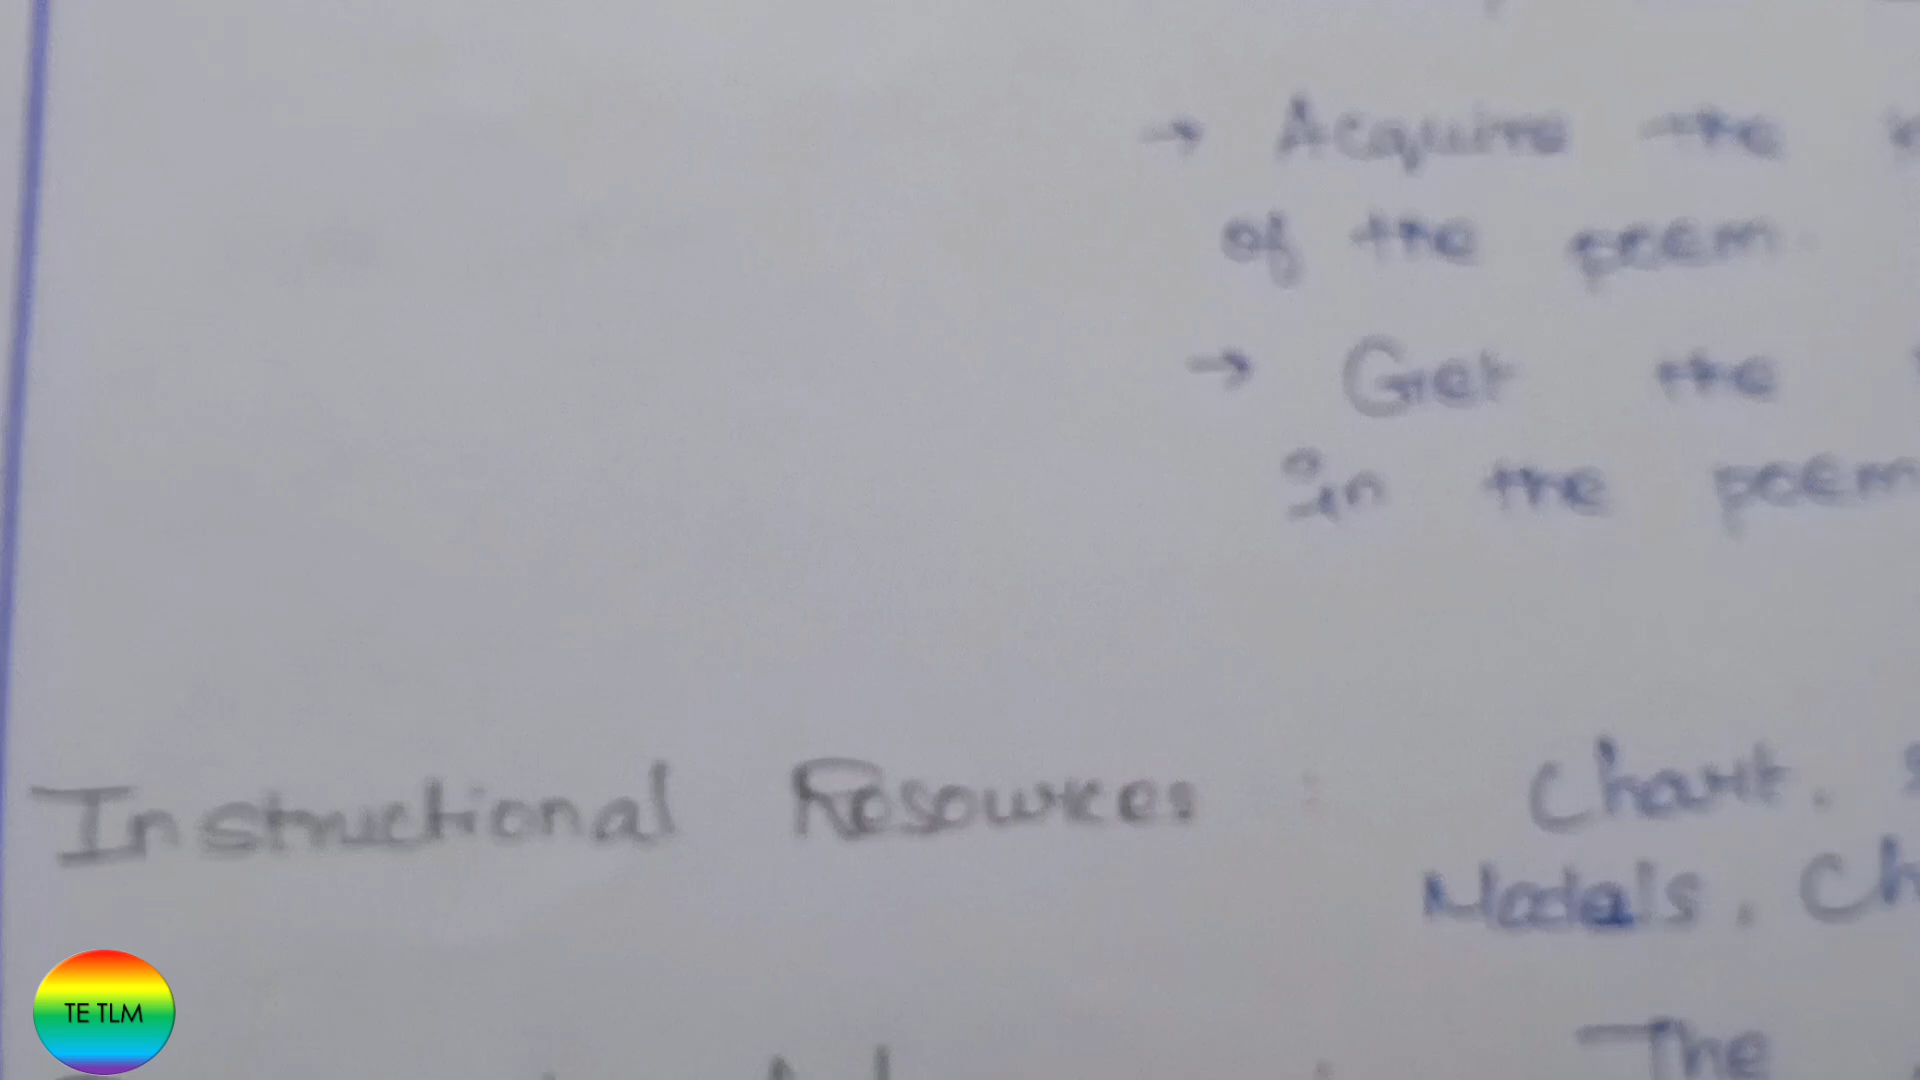 → Acquire the
of the poem
→ Get the
in the poem
Instructional Resources : Chart,
Models, Ch
The
TE TLM